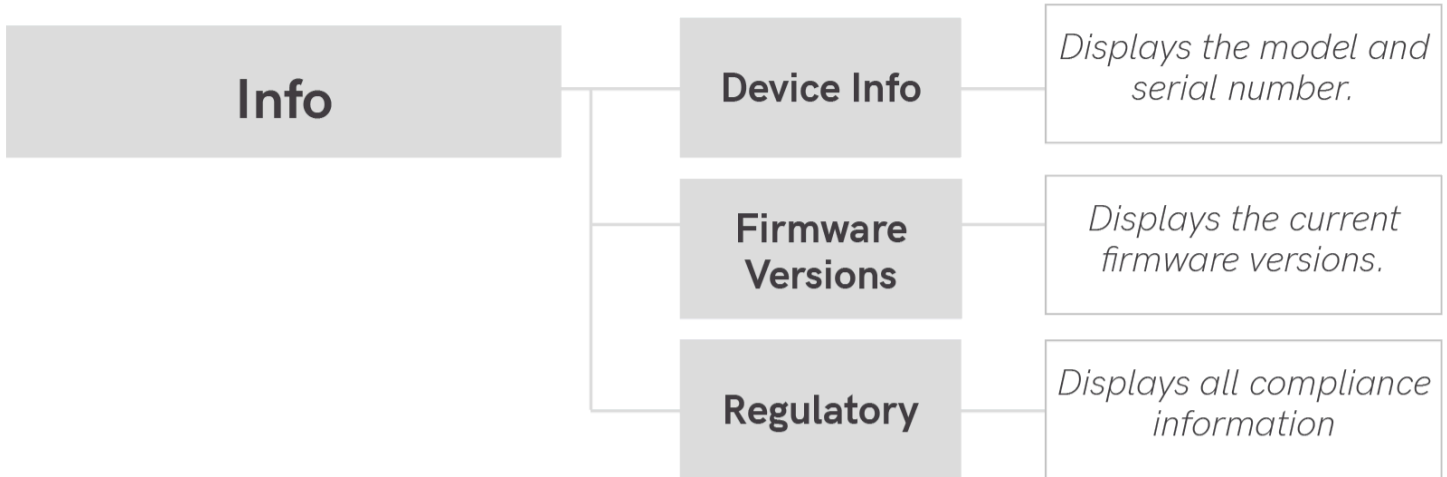 Info
Device Info
Displays the model and
serial number.
Firmware
Versions
Displays the current
firmware versions.
Regulatory
Displays all compliance
information